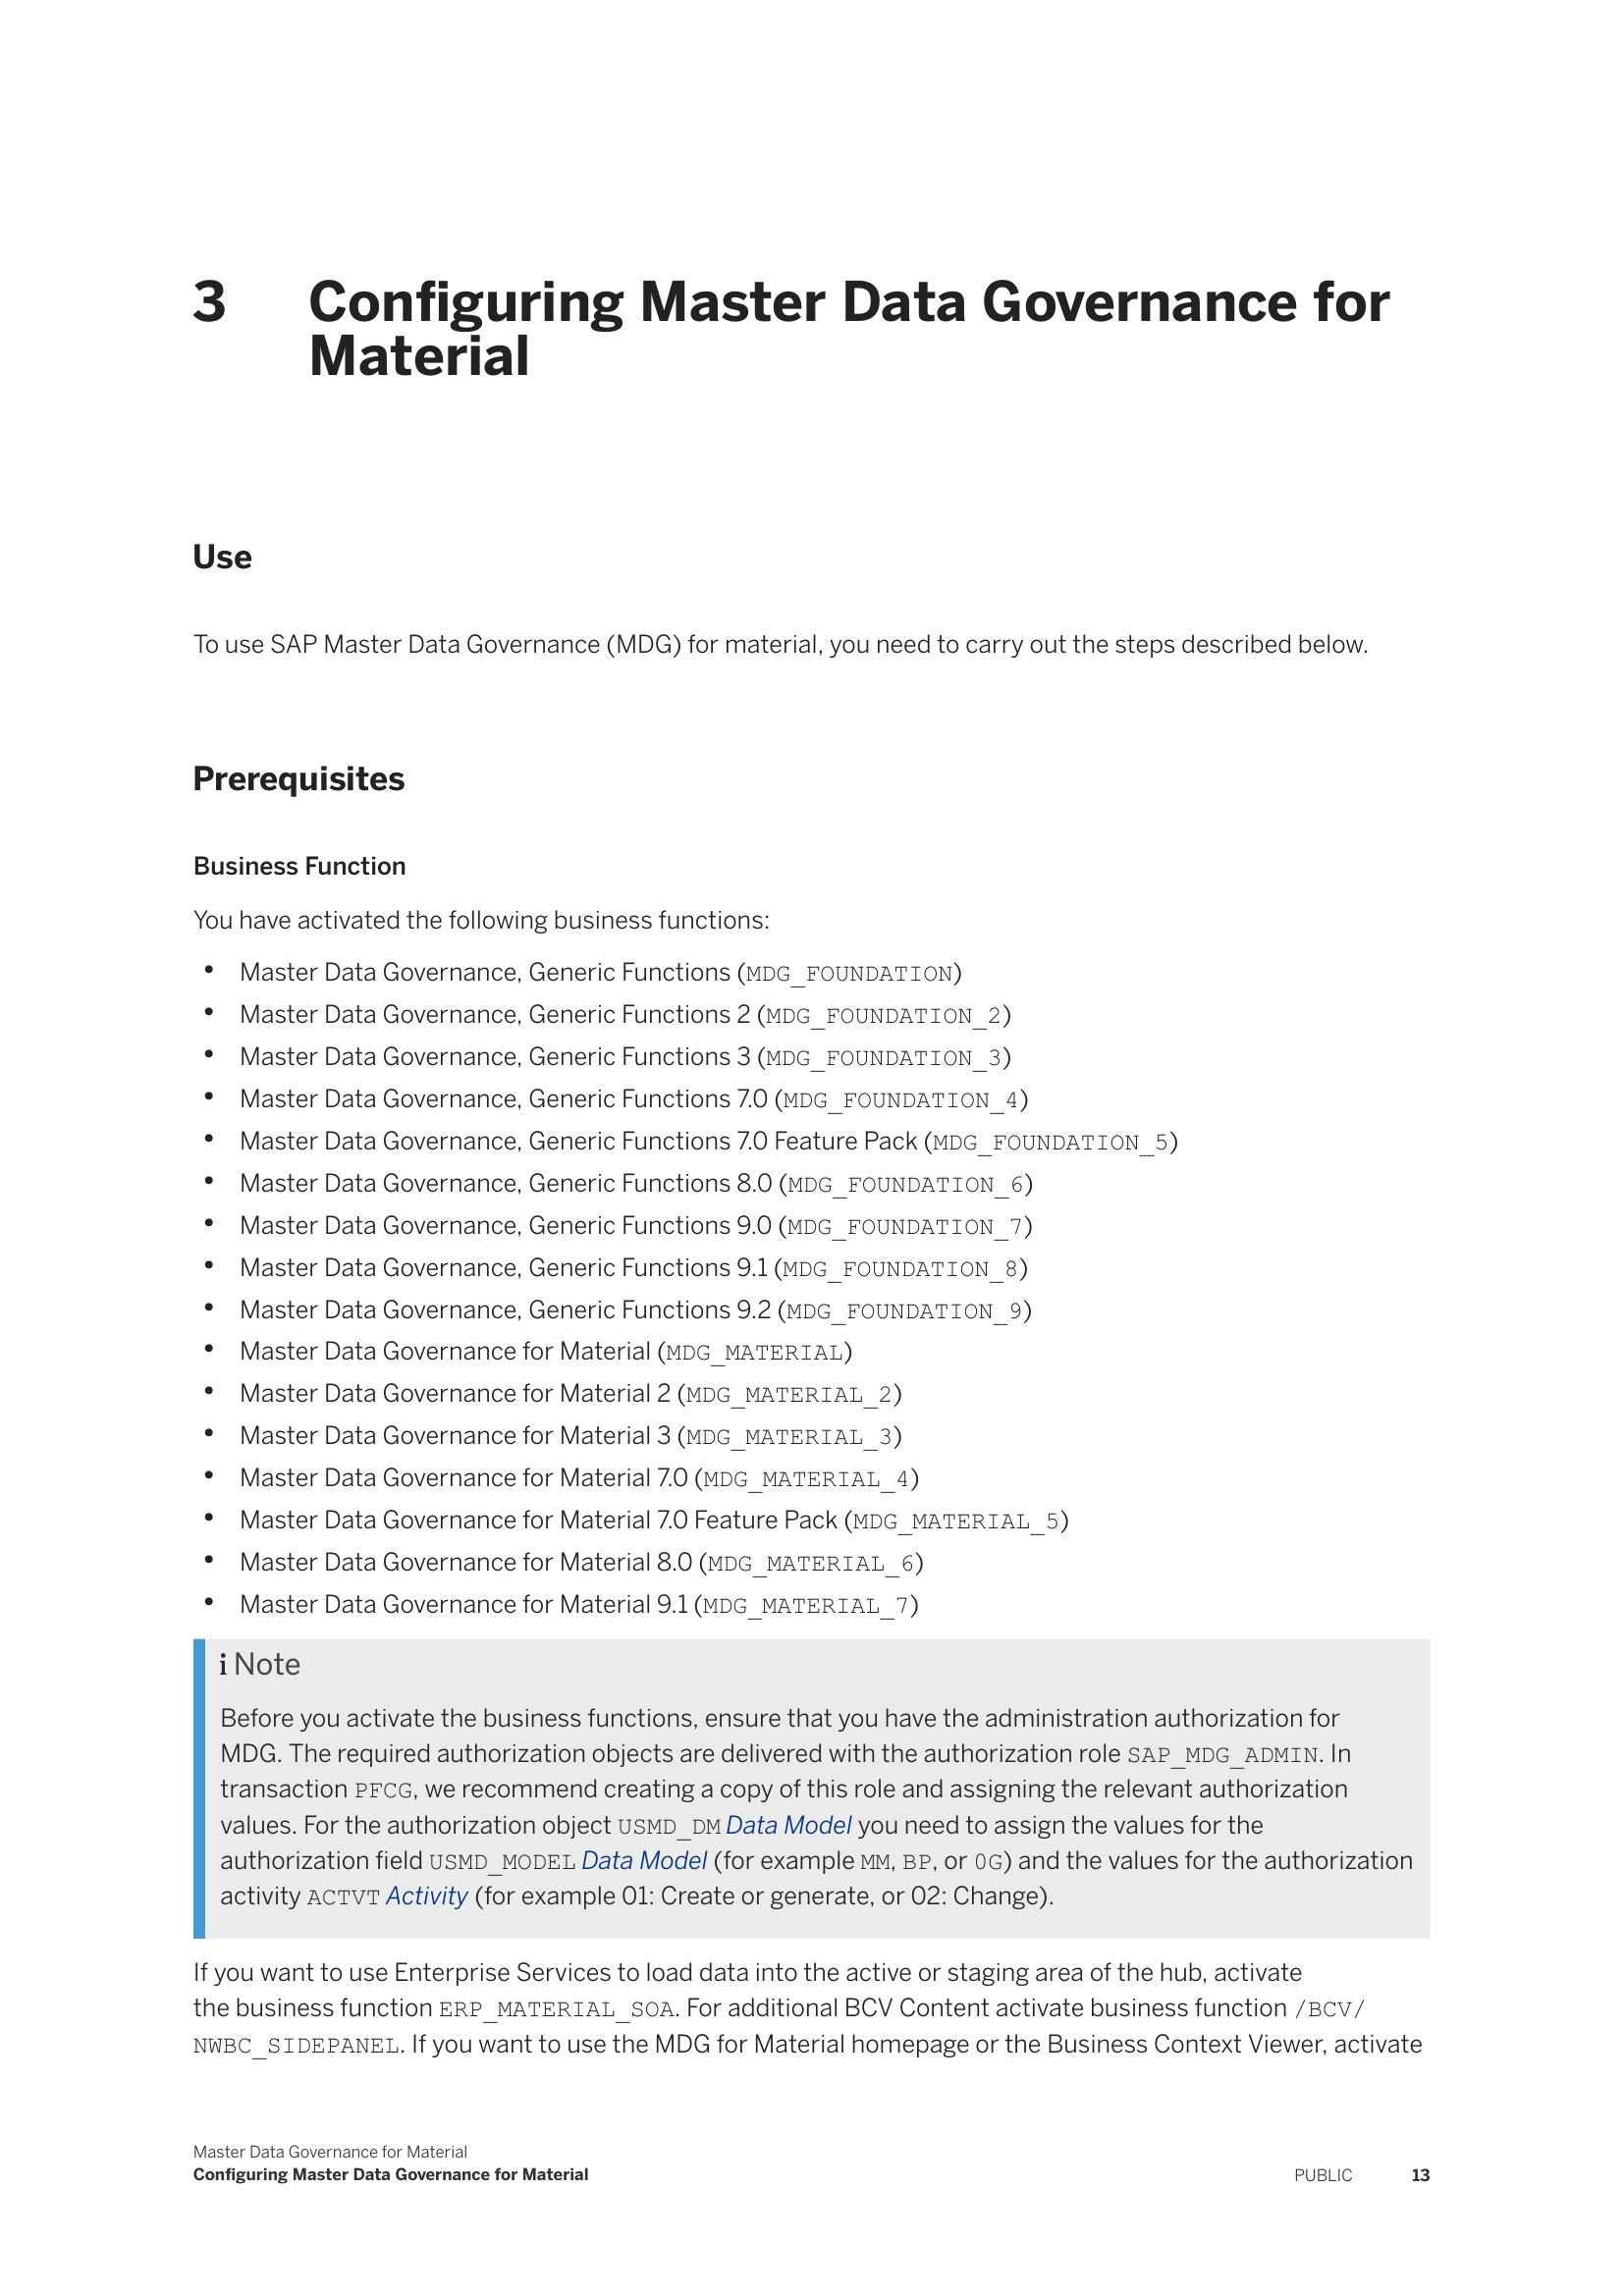 3 Configuring Master Data Governance for
Material
Use
To use SAP Master Data Governance (MDG) for material, you need to carry out the steps described below.
Prerequisites
Business Function
You have activated the following business functions:
• Master Data Governance, Generic Functions (MDG_FOUNDATION)
• Master Data Governance, Generic Functions 2 (MDG_FOUNDATION_2)
• Master Data Governance, Generic Functions 3 (MDG_FOUNDATION_3)
• Master Data Governance, Generic Functions 7.0 (MDG_FOUNDATION_4)
• Master Data Governance, Generic Functions 7.0 Feature Pack (MDG_FOUNDATION_5)
• Master Data Governance, Generic Functions 8.0 (MDG_FOUNDATION_6)
• Master Data Governance, Generic Functions 9.0 (MDG_FOUNDATION_7)
• Master Data Governance, Generic Functions 9.1 (MDG_FOUNDATION_8)
• Master Data Governance, Generic Functions 9.2 (MDG_FOUNDATION_9)
• Master Data Governance for Material (MDG_MATERIAL)
• Master Data Governance for Material 2 (MDG_MATERIAL_2)
• Master Data Governance for Material 3 (MDG_MATERIAL_3)
• Master Data Governance for Material 7.0 (MDG_MATERIAL_4)
• Master Data Governance for Material 7.0 Feature Pack (MDG_MATERIAL_5)
• Master Data Governance for Material 8.0 (MDG_MATERIAL_6)
• Master Data Governance for Material 9.1 (MDG_MATERIAL_7)
i Note
Before you activate the business functions, ensure that you have the administration authorization for
MDG. The required authorization objects are delivered with the authorization role SAP_MDG_ADMIN. In
transaction PFCG, we recommend creating a copy of this role and assigning the relevant authorization
values. For the authorization object USMD_DM Data Model you need to assign the values for the
authorization field USMD_MODEL Data Model (for example MM, BP, or 0G) and the values for the authorization
activity ACTVT Activity (for example 01: Create or generate, or 02: Change).
If you want to use Enterprise Services to load data into the active or staging area of the hub, activate
the business function ERP_MATERIAL_SOA. For additional BCV Content activate business function /BCV/
NWBC_SIDEPANEL. If you want to use the MDG for Material homepage or the Business Context Viewer, activate
Master Data Governance for Material
Configuring Master Data Governance for Material
PUBLIC 13